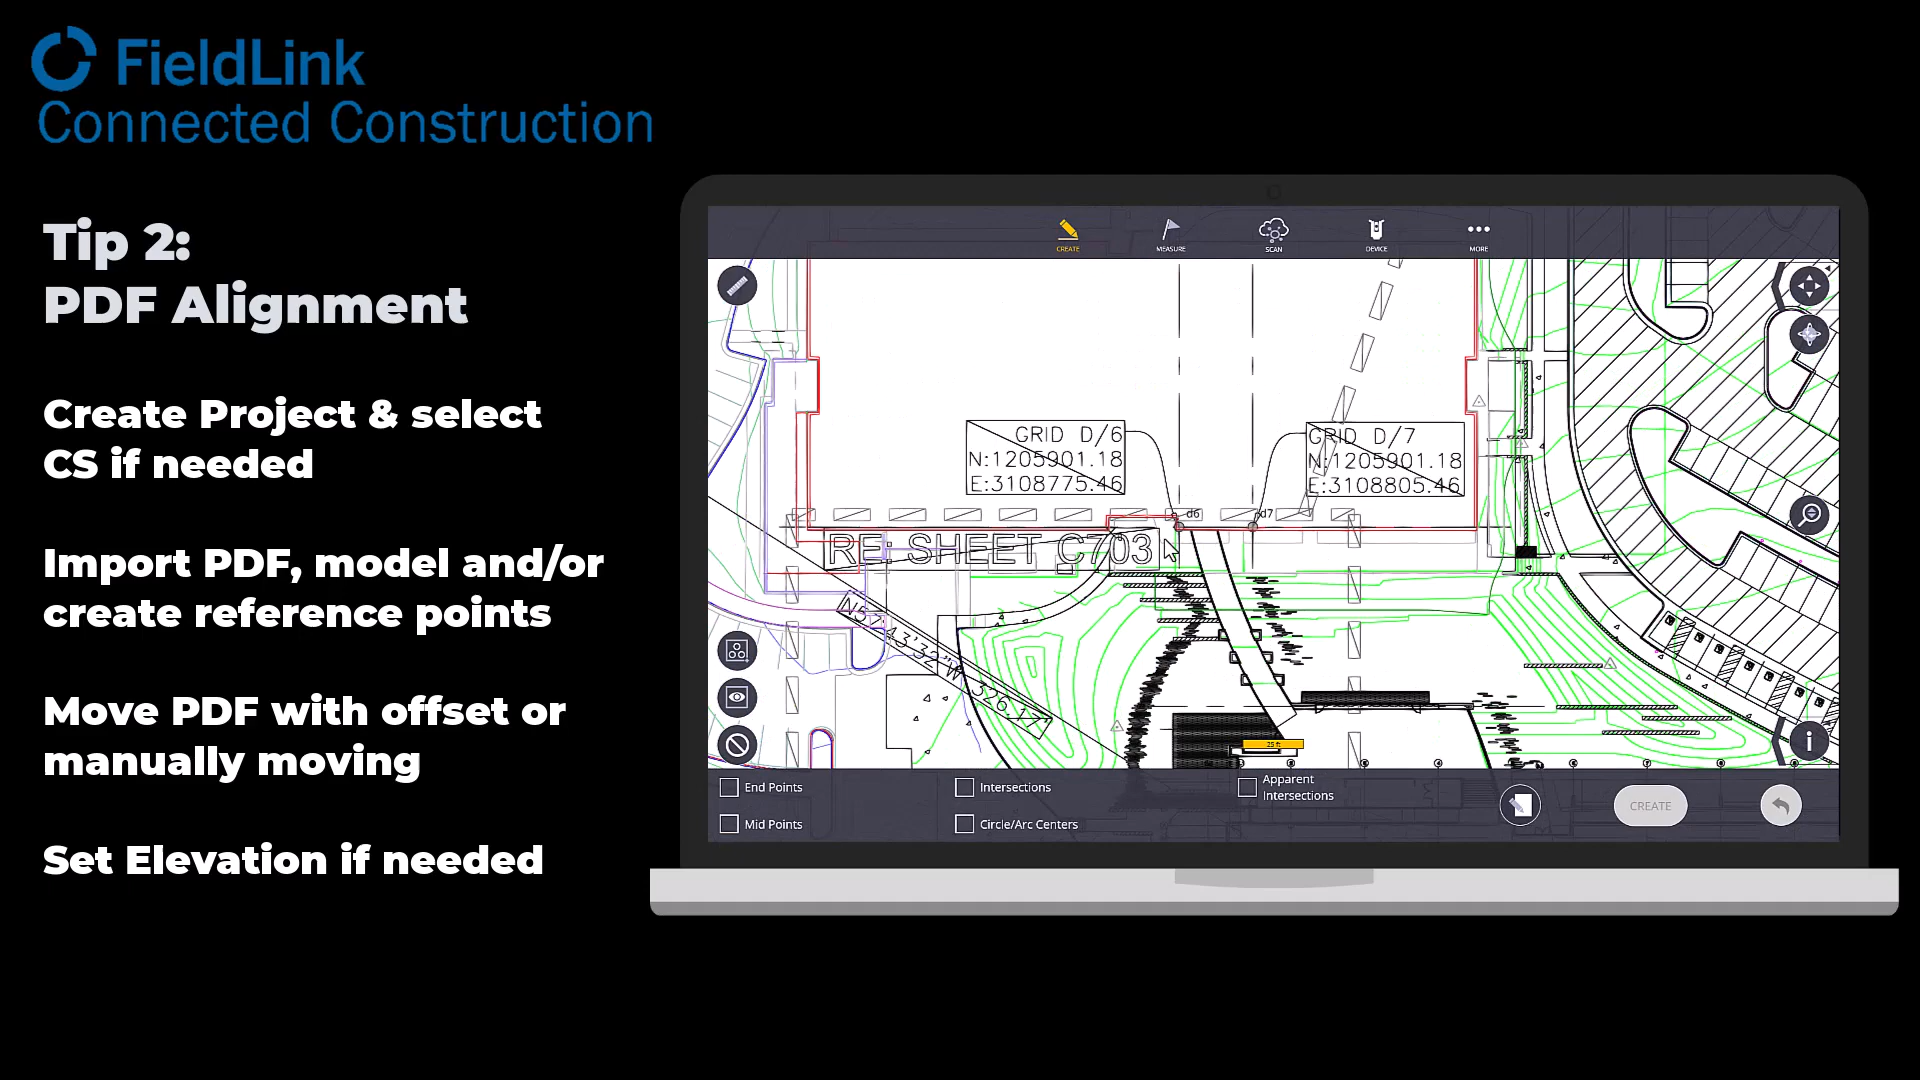 FieldLink
Connected Construction
Tip 2:
PDF Alignment
Create Project & select
CS if needed
Import PDF, model and/or
create reference points
Move PDF with offset or
manually moving
Set Elevation if needed
CREATE
MEASURE
SCAN
DEVICE
MORE
GRID D/6
N:1205901.18
E:3108775.46
GRID D/7
N:1205901.18
E:3108805.46
d6
d7
RE: SHEET C703
25 ft
End Points
Intersections
Apparent
Intersections
Mid Points
Circle/Arc Centers
CREATE